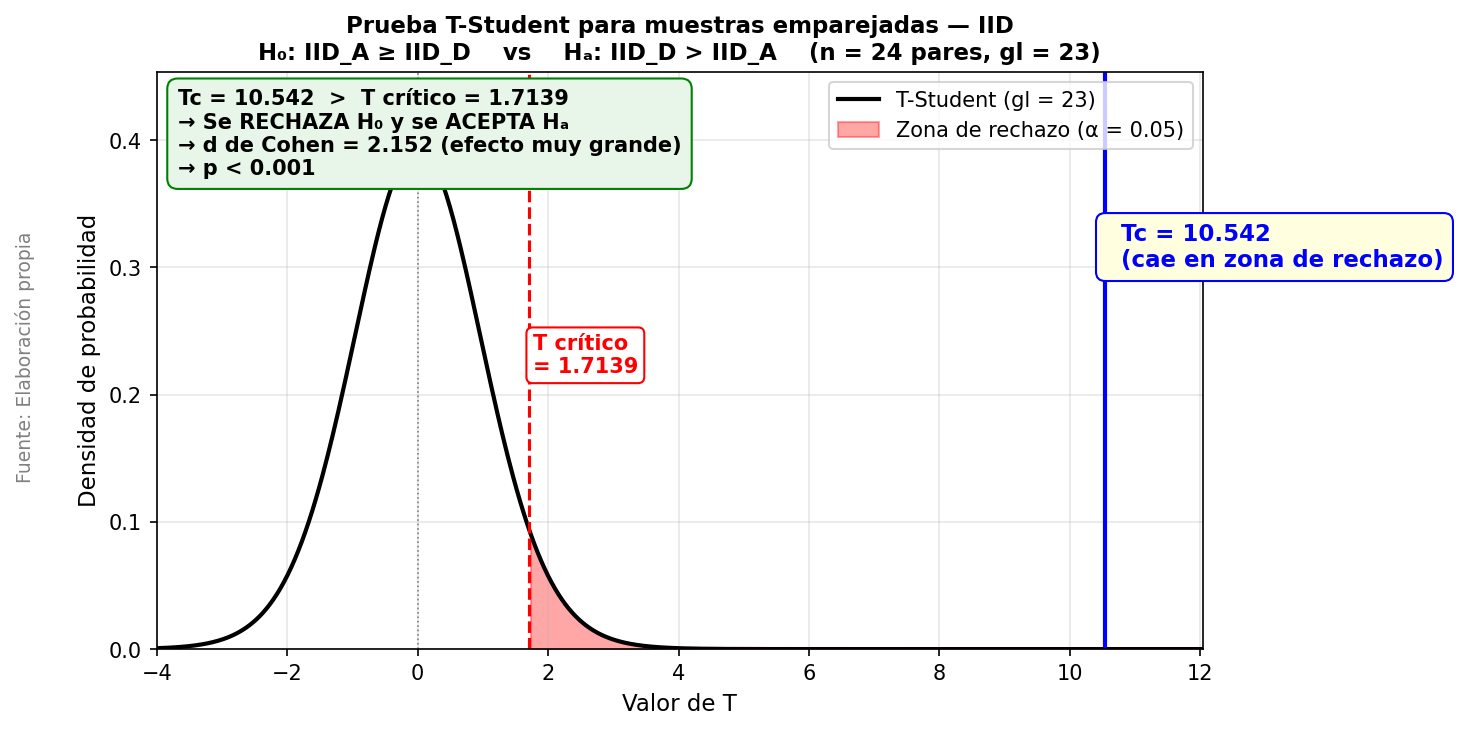 Prueba T-Student para muestras emparejadas — IID
H₀: IID_A ≥ IID_D    vs    Hₐ: IID_D > IID_A    (n = 24 pares, gl = 23)
Tc = 10.542  >  T crítico = 1.7139
→ Se RECHAZA H₀ y se ACEPTA Hₐ
→ d de Cohen = 2.152 (efecto muy grande)
→ p < 0.001
T-Student (gl = 23)
Zona de rechazo (α = 0.05)
Tc = 10.542
(cae en zona de rechazo)
T crítico
= 1.7139
Fuente: Elaboración propia
Densidad de probabilidad
0.4
0.3
0.2
0.1
0.0
−4
−2
0
2
4
6
8
10
12
Valor de T